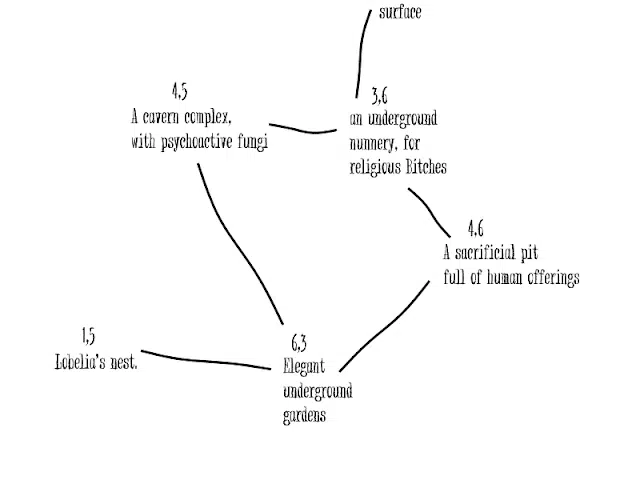 surface
4,5
A cavern complex,
with psychoactive fungi
3,6
an underground
nunnery, for
religious Bitches
4,6
A sacrificial pit
full of human offerings
1,5
Lobelia's nest.
6,3
Elegant
underground
gardens